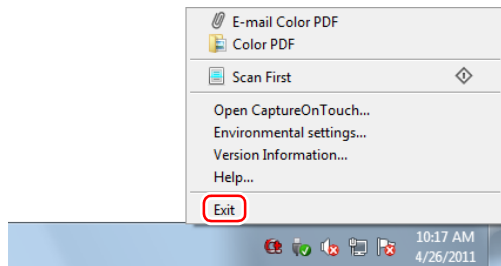 E-mail Color PDF
Color PDF
Scan First
Open CaptureOnTouch...
Environmental settings...
Version Information...
Help...
Exit
10:17 AM
4/26/2011